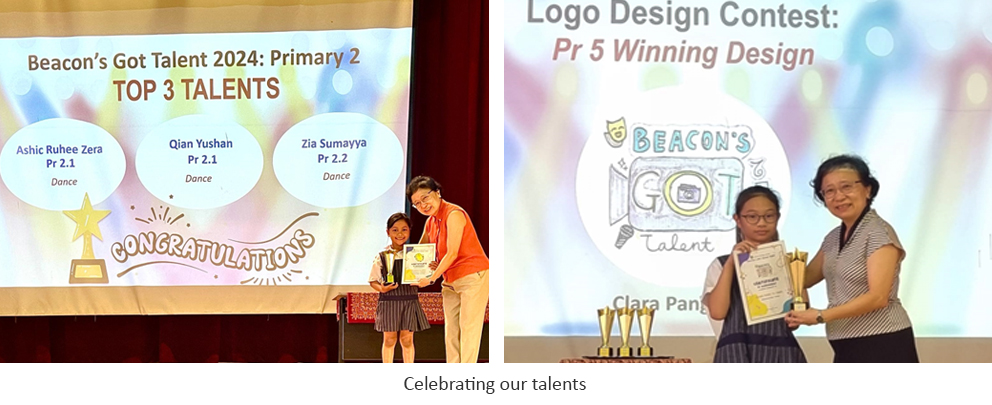 Beacon's Got Talent 2024: Primary 2
TOP 3 TALENTS
Ashic Ruhee Zera
Pr 2.1
Dance
Qian Yushan
Pr 2.1
Dance
Zia Sumayya
Pr 2.2
Dance
CONGRATULATIONS
Logo Design Contest:
Pr 5 Winning Design
BEACON'S
GOT
Talent
Clara Pang
Celebrating our talents